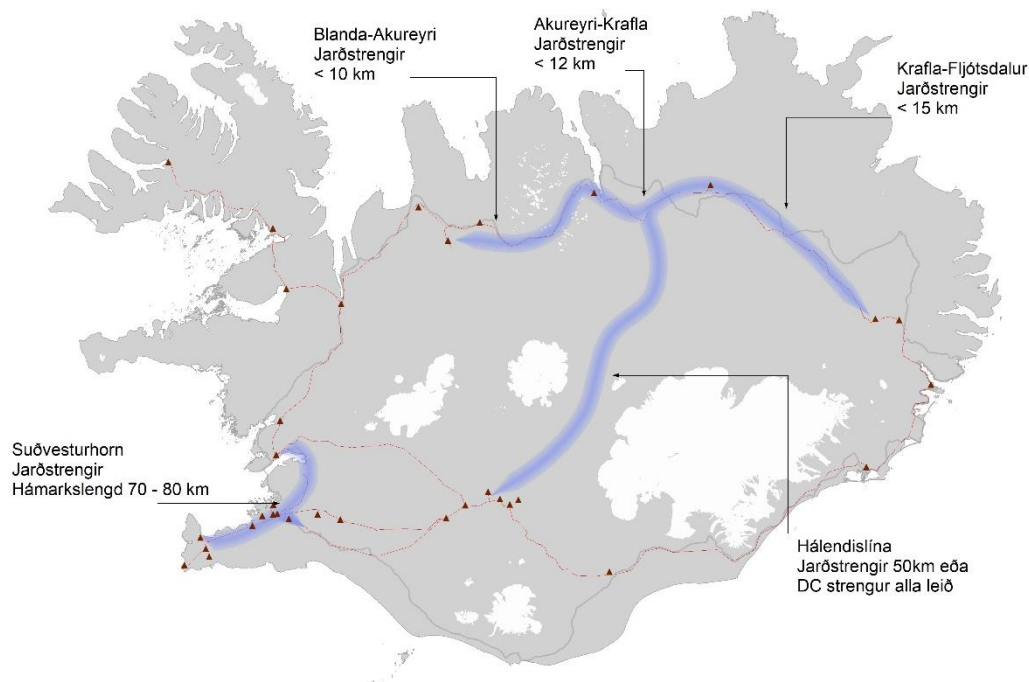 Blanda-Akureyri
Jarðstrengir
< 10 km
Akureyri-Krafla
Jarðstrengir
< 12 km
Krafla-Fljótsdalur
Jarðstrengir
< 15 km
Suðvesturhorn
Jarðstrengir
Hámarkslengd 70 - 80 km
Hálendislína
Jarðstrengir 50km eða
DC strengur alla leið